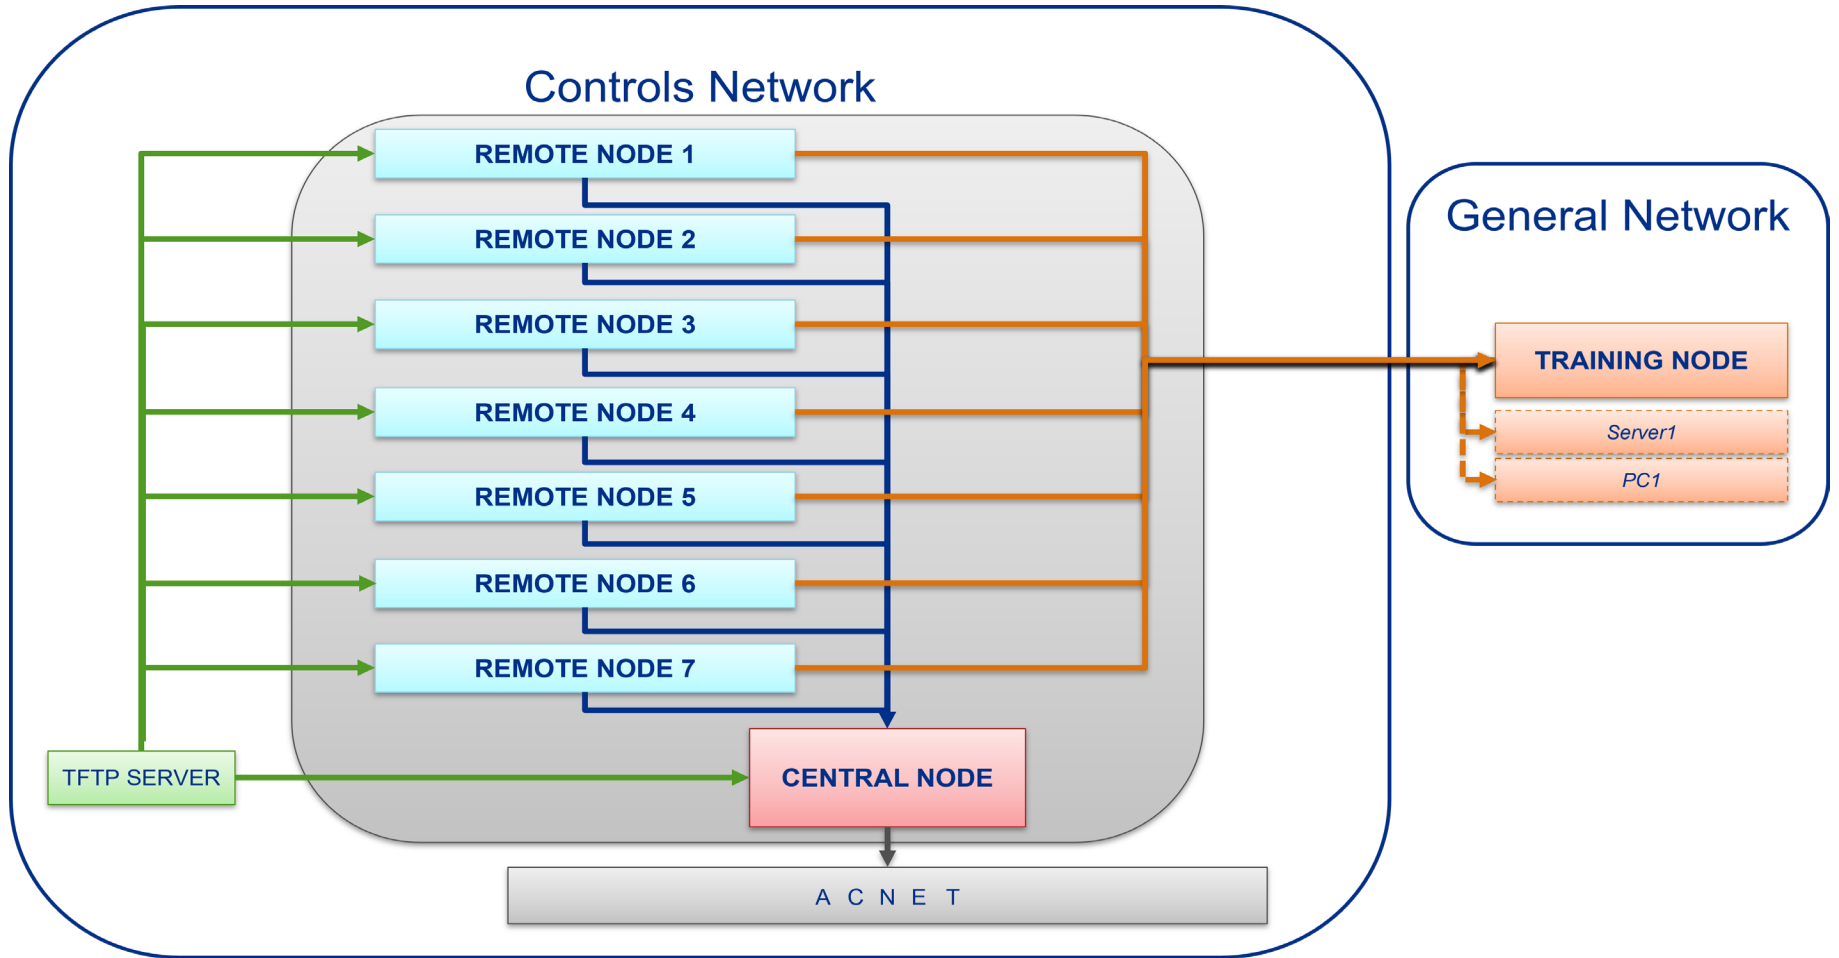 Controls Network
REMOTE NODE 1
REMOTE NODE 2
REMOTE NODE 3
REMOTE NODE 4
REMOTE NODE 5
REMOTE NODE 6
REMOTE NODE 7
TFTP SERVER
CENTRAL NODE
A C N E T
General Network
TRAINING NODE
Server1
PC1